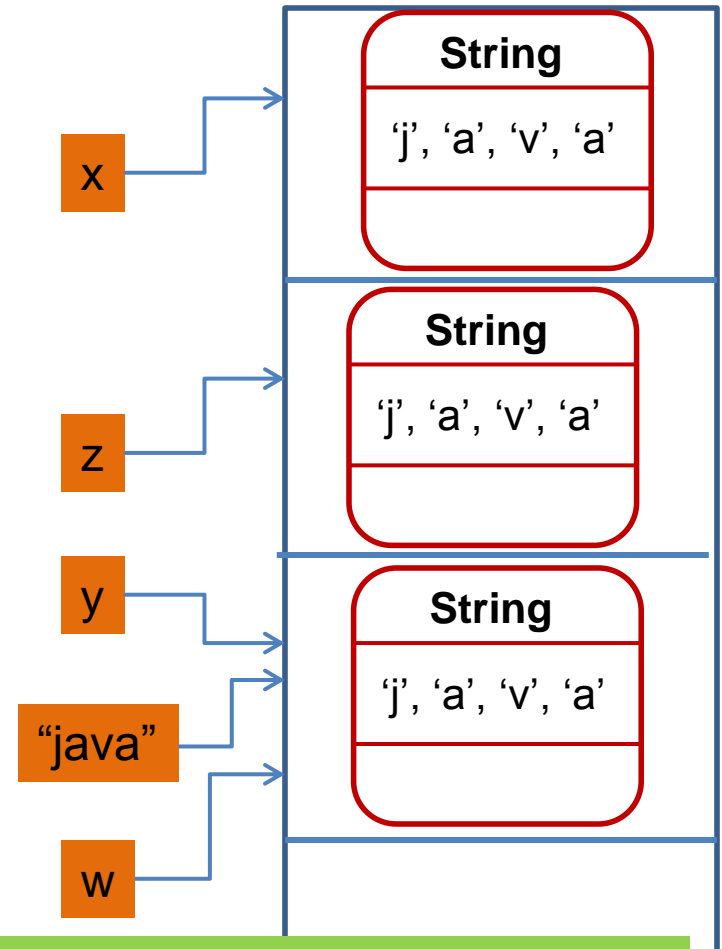 String
‘j’, ‘a’, ‘v’, ‘a’
x
String
‘j’, ‘a’, ‘v’, ‘a’
z
y
String
‘j’, ‘a’, ‘v’, ‘a’
“java”
w